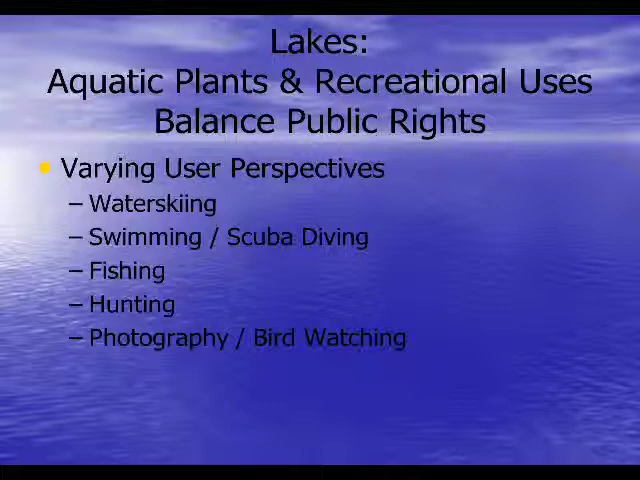 Lakes:
Aquatic Plants & Recreational Uses
Balance Public Rights
• Varying User Perspectives
– Waterskiing
– Swimming / Scuba Diving
– Fishing
– Hunting
– Photography / Bird Watching